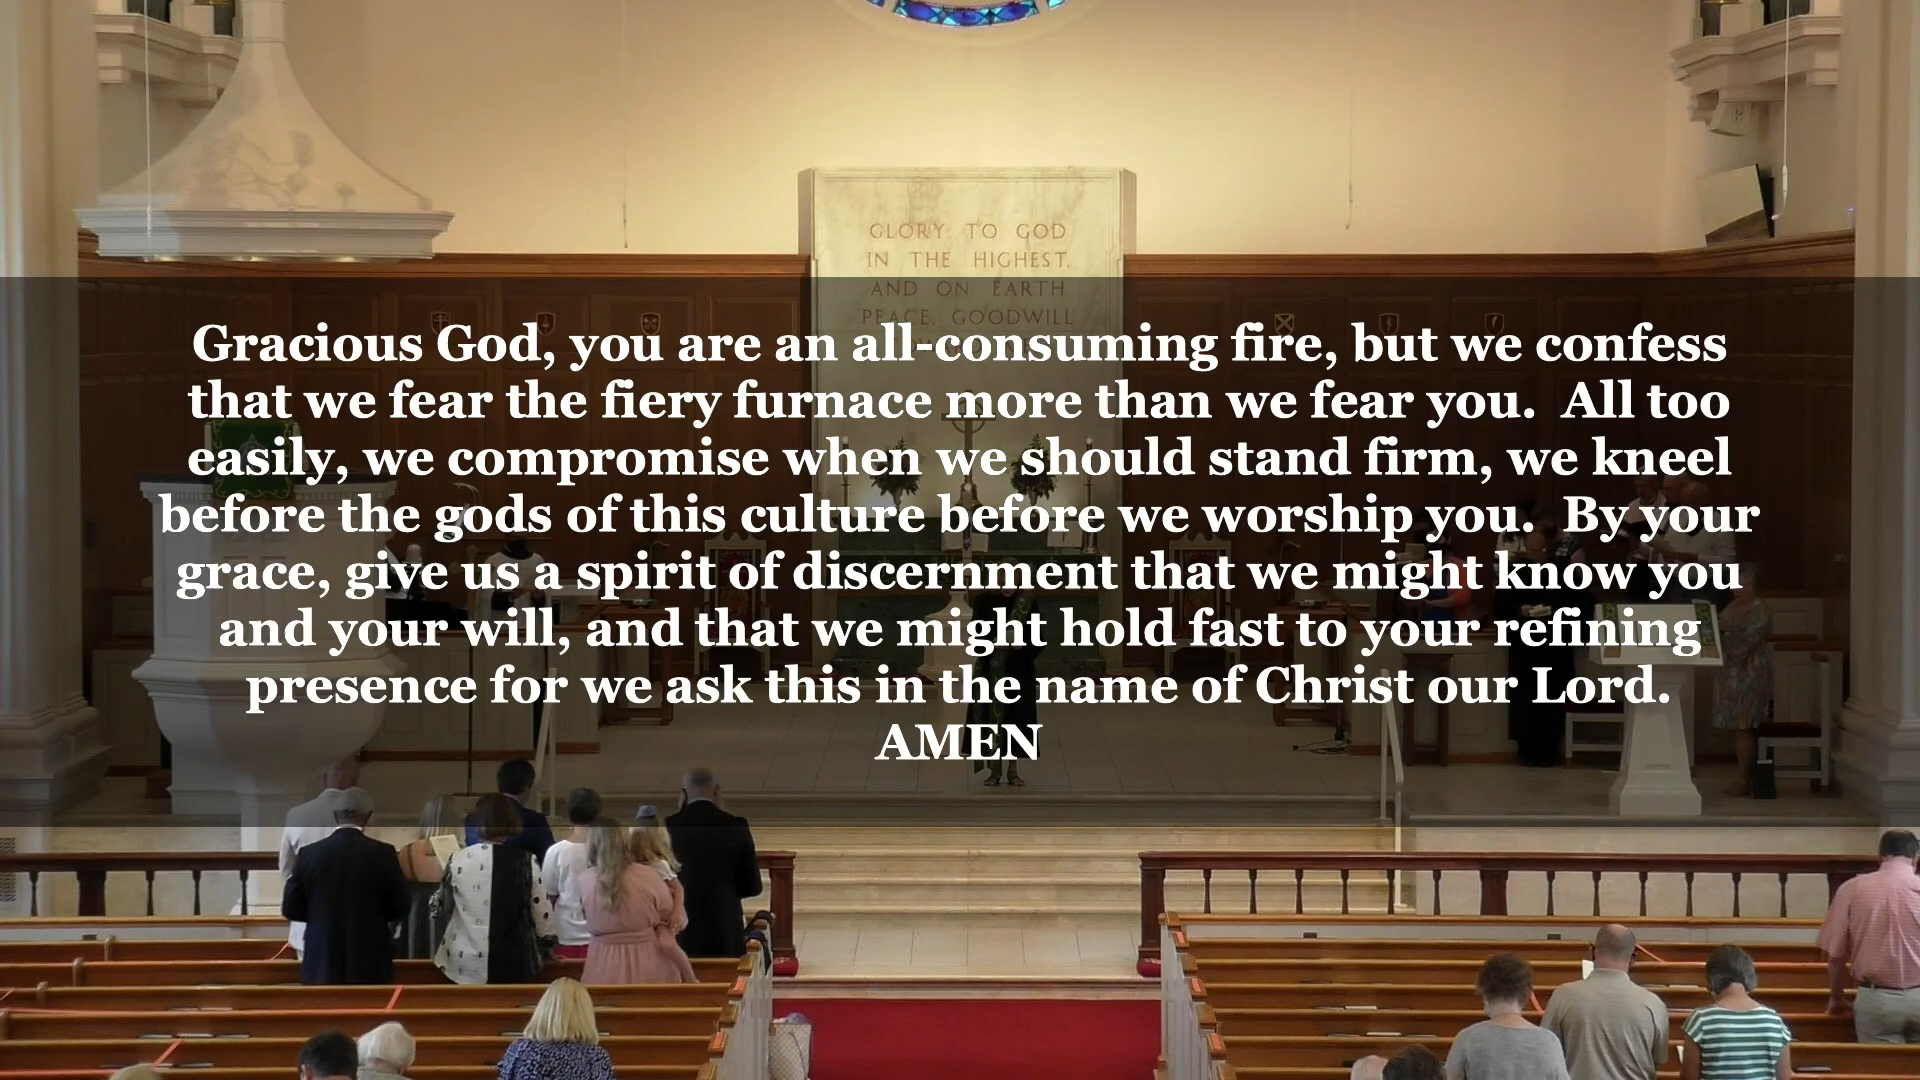 GLORY TO GOD
IN THE HIGHEST,
AND ON EARTH
PEACE, GOODWILL
Gracious God, you are an all-consuming fire, but we confess
that we fear the fiery furnace more than we fear you.  All too
easily, we compromise when we should stand firm, we kneel
before the gods of this culture before we worship you.  By your
grace, give us a spirit of discernment that we might know you
and your will, and that we might hold fast to your refining
presence for we ask this in the name of Christ our Lord.
AMEN